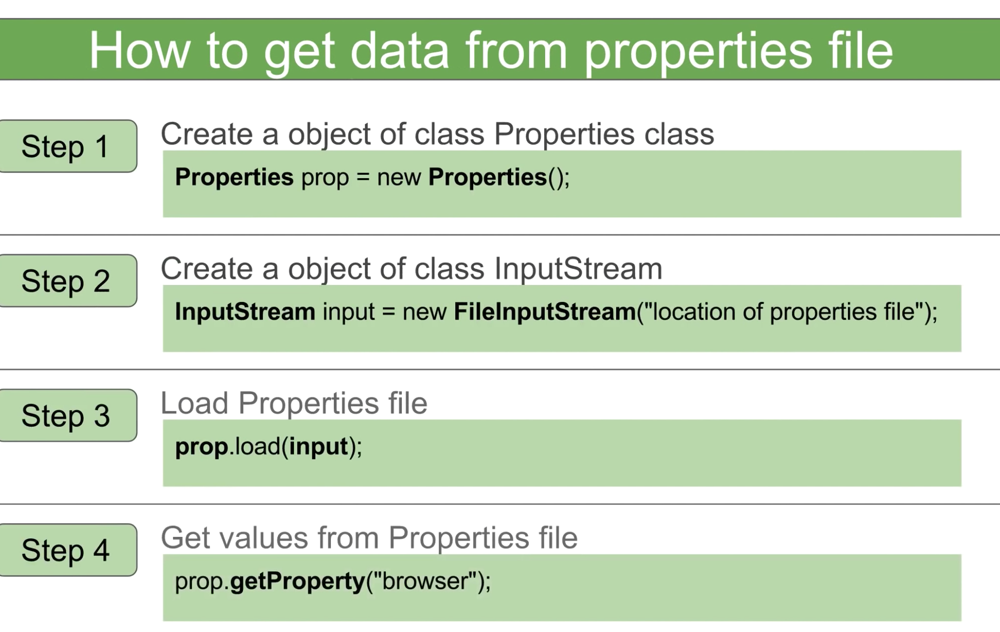 How to get data from properties file
Step 1
Create a object of class Properties class
Properties prop = new Properties();
Step 2
Create a object of class InputStream
InputStream input = new FileInputStream("location of properties file");
Step 3
Load Properties file
prop.load(input);
Step 4
Get values from Properties file
prop.getProperty("browser");